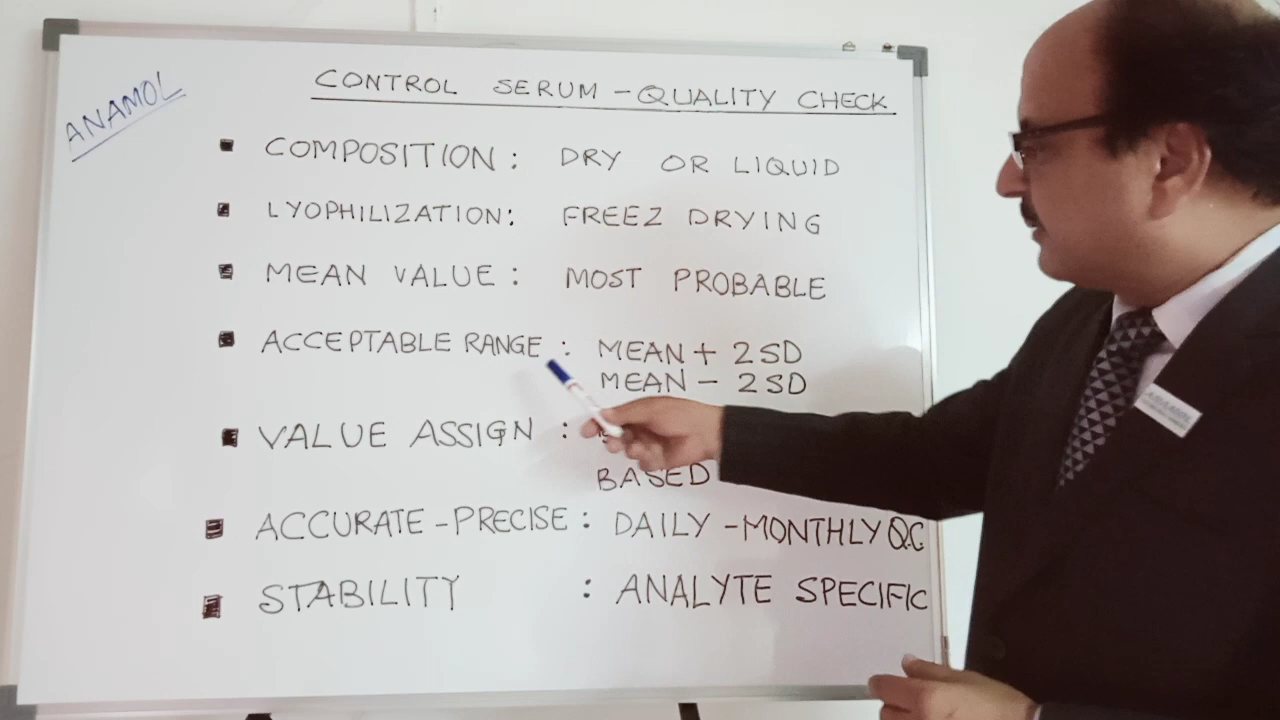 ANAMOL
CONTROL SERUM - QUALITY CHECK
COMPOSITION : DRY OR LIQUID
LYOPHILIZATION: FREEZ DRYING
MEAN VALUE : MOST PROBABLE
ACCEPTABLE RANGE : MEAN + 2SD
MEAN - 2SD
VALUE ASSIGN :
BASED
ACCURATE - PRECISE : DAILY - MONTHLY QC
STABILITY : ANALYTE SPECIFIC